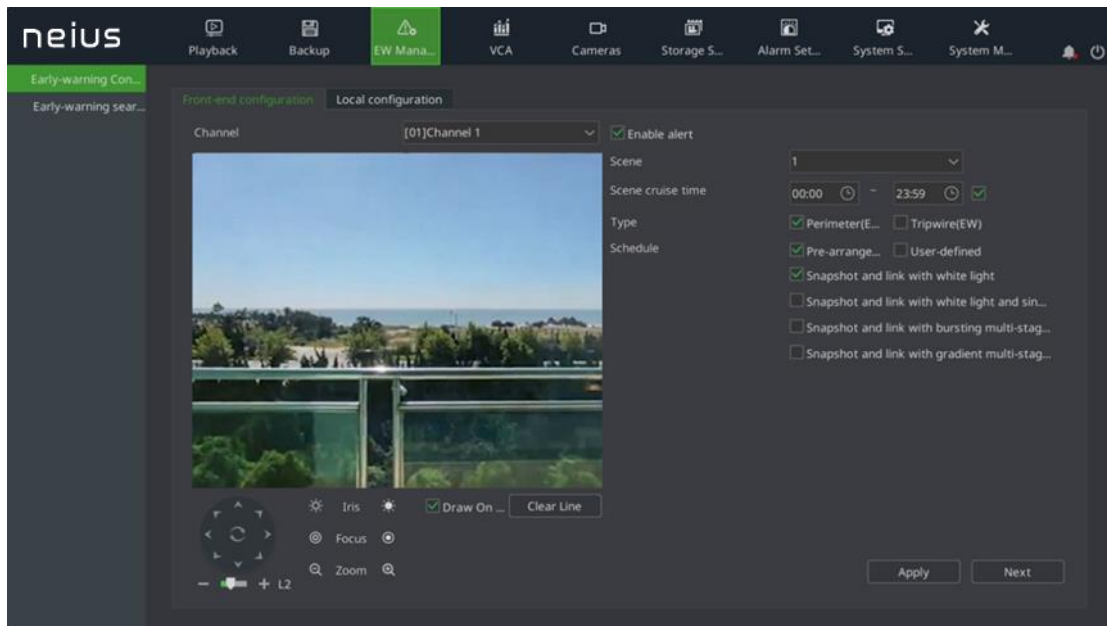 neius
Playback Backup EW Mana... VCA Cameras Storage S... Alarm Set... System S... System M...
Early-warning Con...
Early-warning sear...
Front-end configuration Local configuration
Channel [01]Channel 1 Enable alert
Scene 1
Scene cruise time 00:00 ~ 23:59
Type Perimeter(E... Tripwire(EW)
Schedule Pre-arrange... User-defined
Snapshot and link with white light
Snapshot and link with white light and sin...
Snapshot and link with bursting multi-stag...
Snapshot and link with gradient multi-stag...
Iris Draw On ... Clear Line
Focus
Zoom
L2
Apply Next